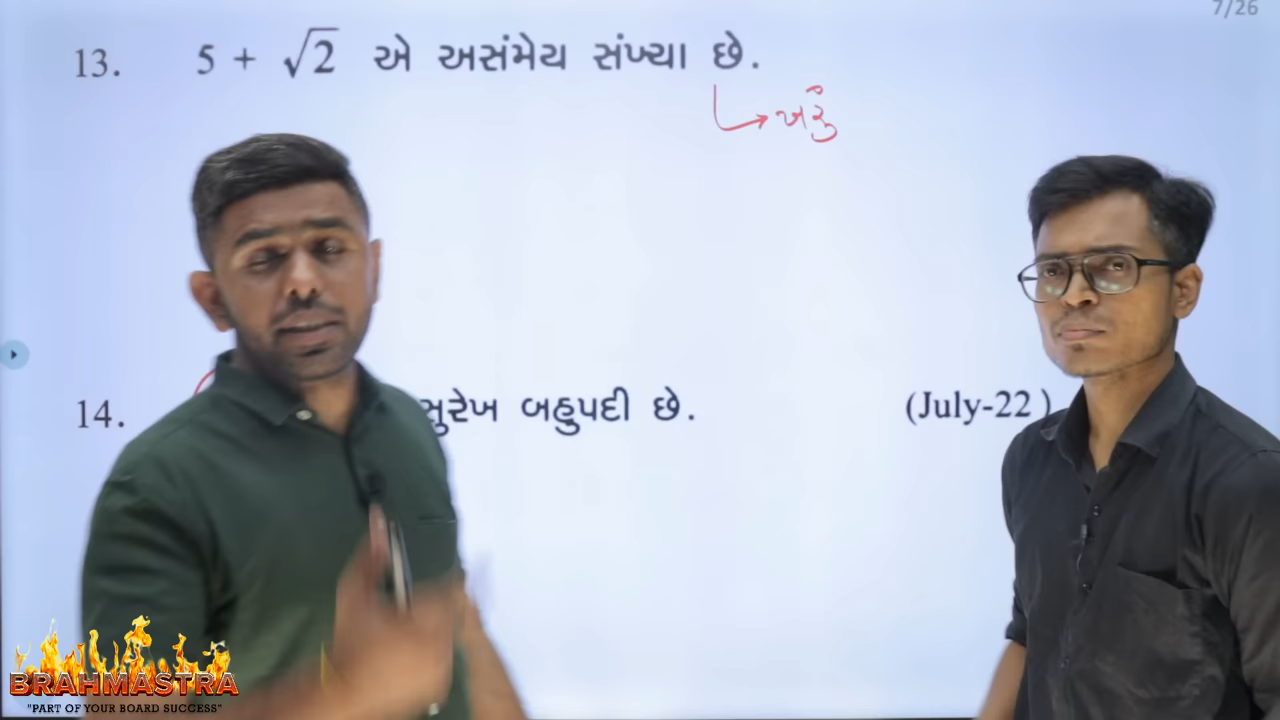 7/26
13. 5 + √2 એ અસંમેય સંખ્યા છે.
ખરું
14. સુરેખ બહુપદી છે. (July-22)
BRAHMASTRA
"PART OF YOUR BOARD SUCCESS"